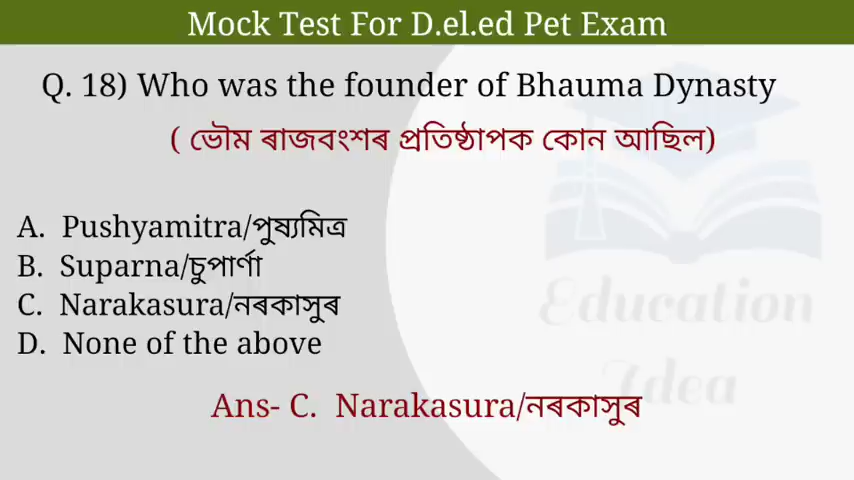 Mock Test For D.el.ed Pet Exam
Q. 18) Who was the founder of Bhauma Dynasty
( ভৌম ৰাজবংশৰ প্ৰতিষ্ঠাপক কোন আছিল)
A. Pushyamitra/পুষ্যমিত্ৰ
B. Suparna/চুপাৰ্ণা
C. Narakasura/নৰকাসুৰ
D. None of the above
Education
Idea
Ans- C. Narakasura/নৰকাসুৰ